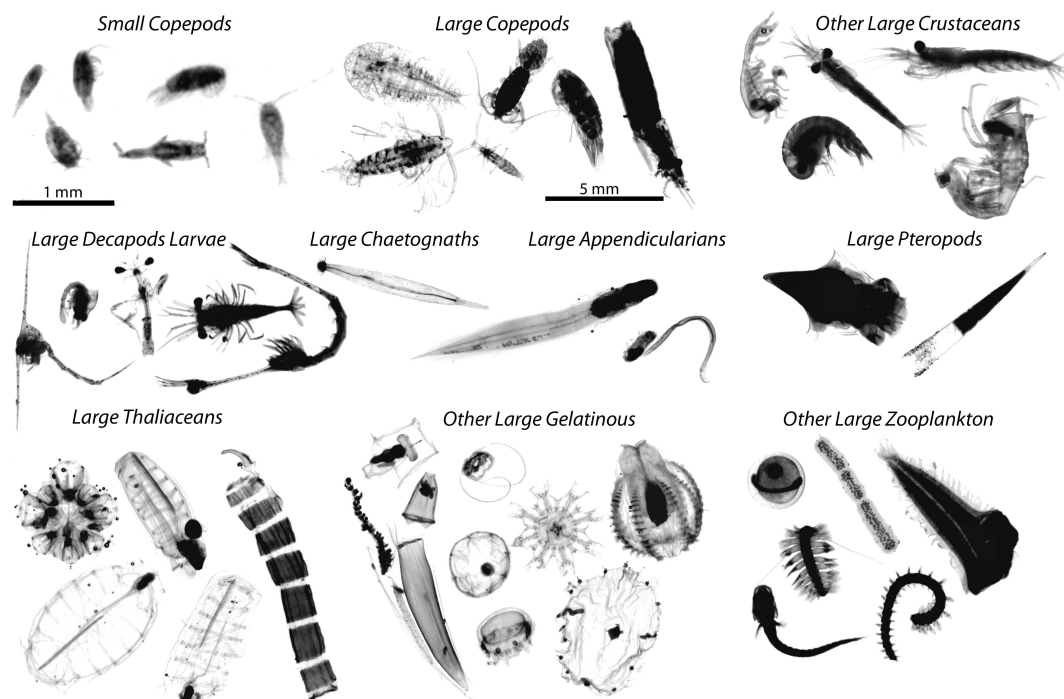 Small Copepods
Large Copepods
Other Large Crustaceans
1 mm
5 mm
Large Decapods Larvae
Large Chaetognaths
Large Appendicularians
Large Pteropods
Large Thaliaceans
Other Large Gelatinous
Other Large Zooplankton